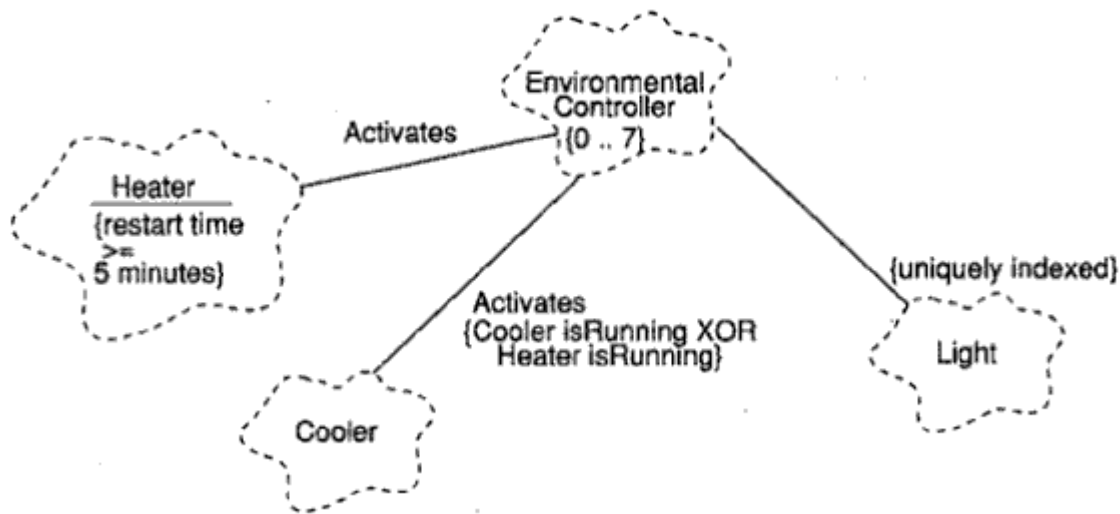 Environmental
Controller
{0 .. 7}
Activates
Heater
{restart time
>=
5 minutes}
{uniquely indexed}
Activates
{Cooler isRunning XOR
Heater isRunning}
Light
Cooler